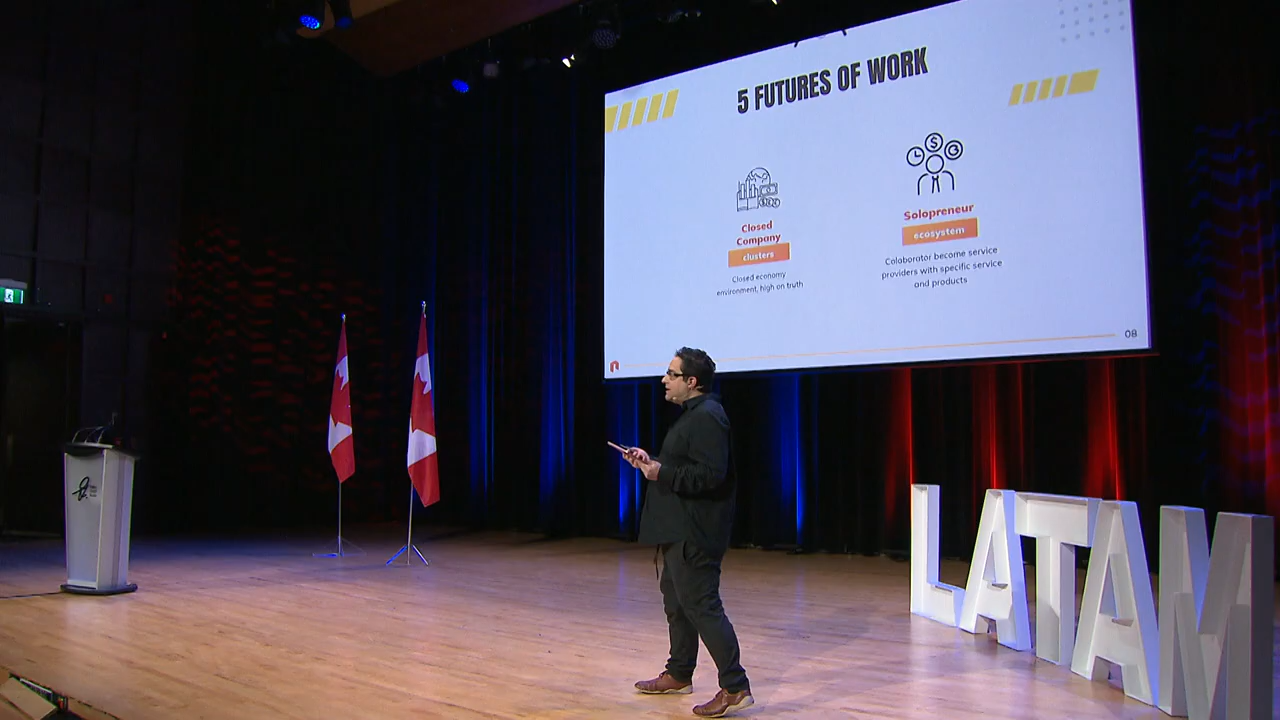 5 FUTURES OF WORK
Closed
Company
clusters
Closed economy
environment, high on truth
Solopreneur
ecosystem
Colaborator become service
providers with specific service
and products
08
LATAM